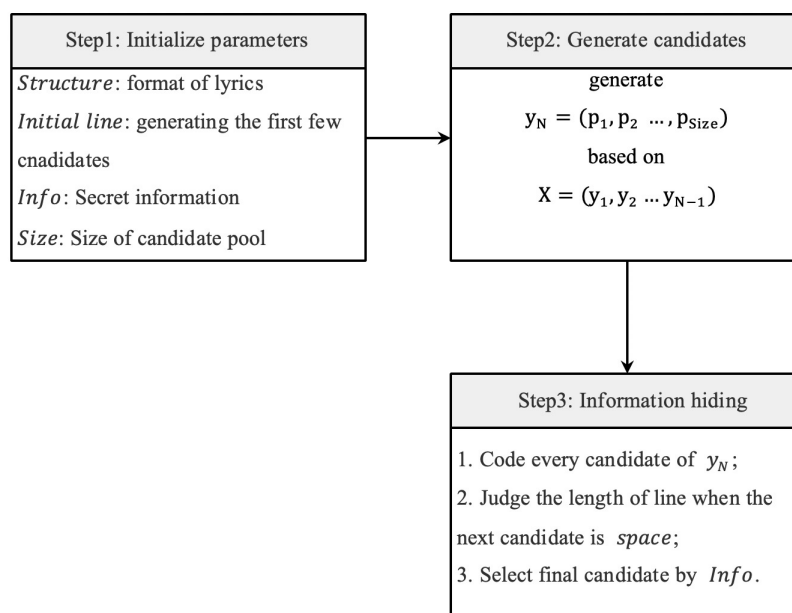 Step1: Initialize parameters
Structure: format of lyrics
Initial line: generating the first few
cnadidates
Info: Secret information
Size: Size of candidate pool
Step2: Generate candidates
generate
y_N = (p_1, p_2 …, p_Size)
based on
X = (y_1, y_2 … y_{N−1})
Step3: Information hiding
1. Code every candidate of y_N;
2. Judge the length of line when the
next candidate is space;
3. Select final candidate by Info.